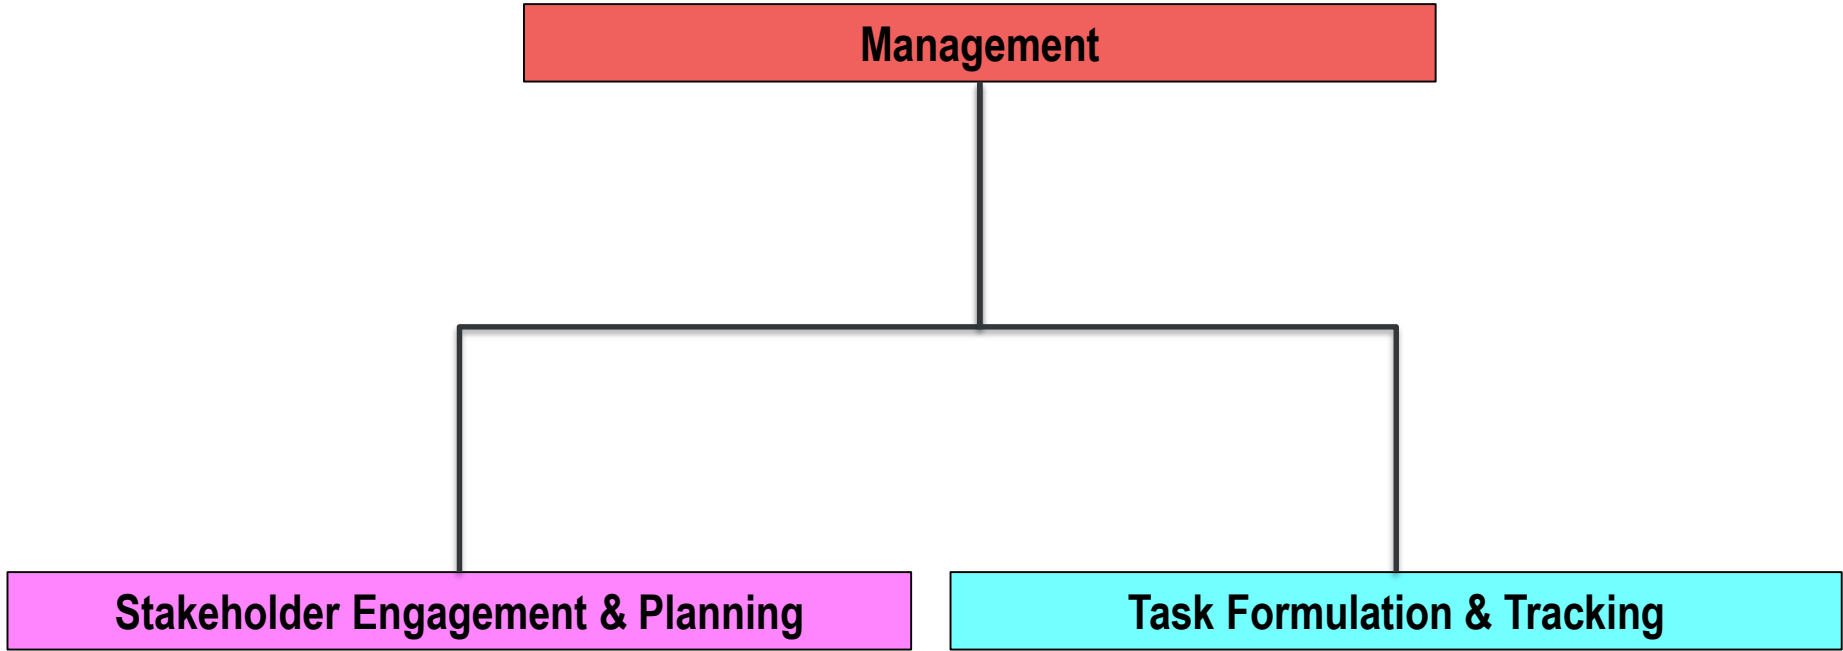 Management
Stakeholder Engagement & Planning
Task Formulation & Tracking